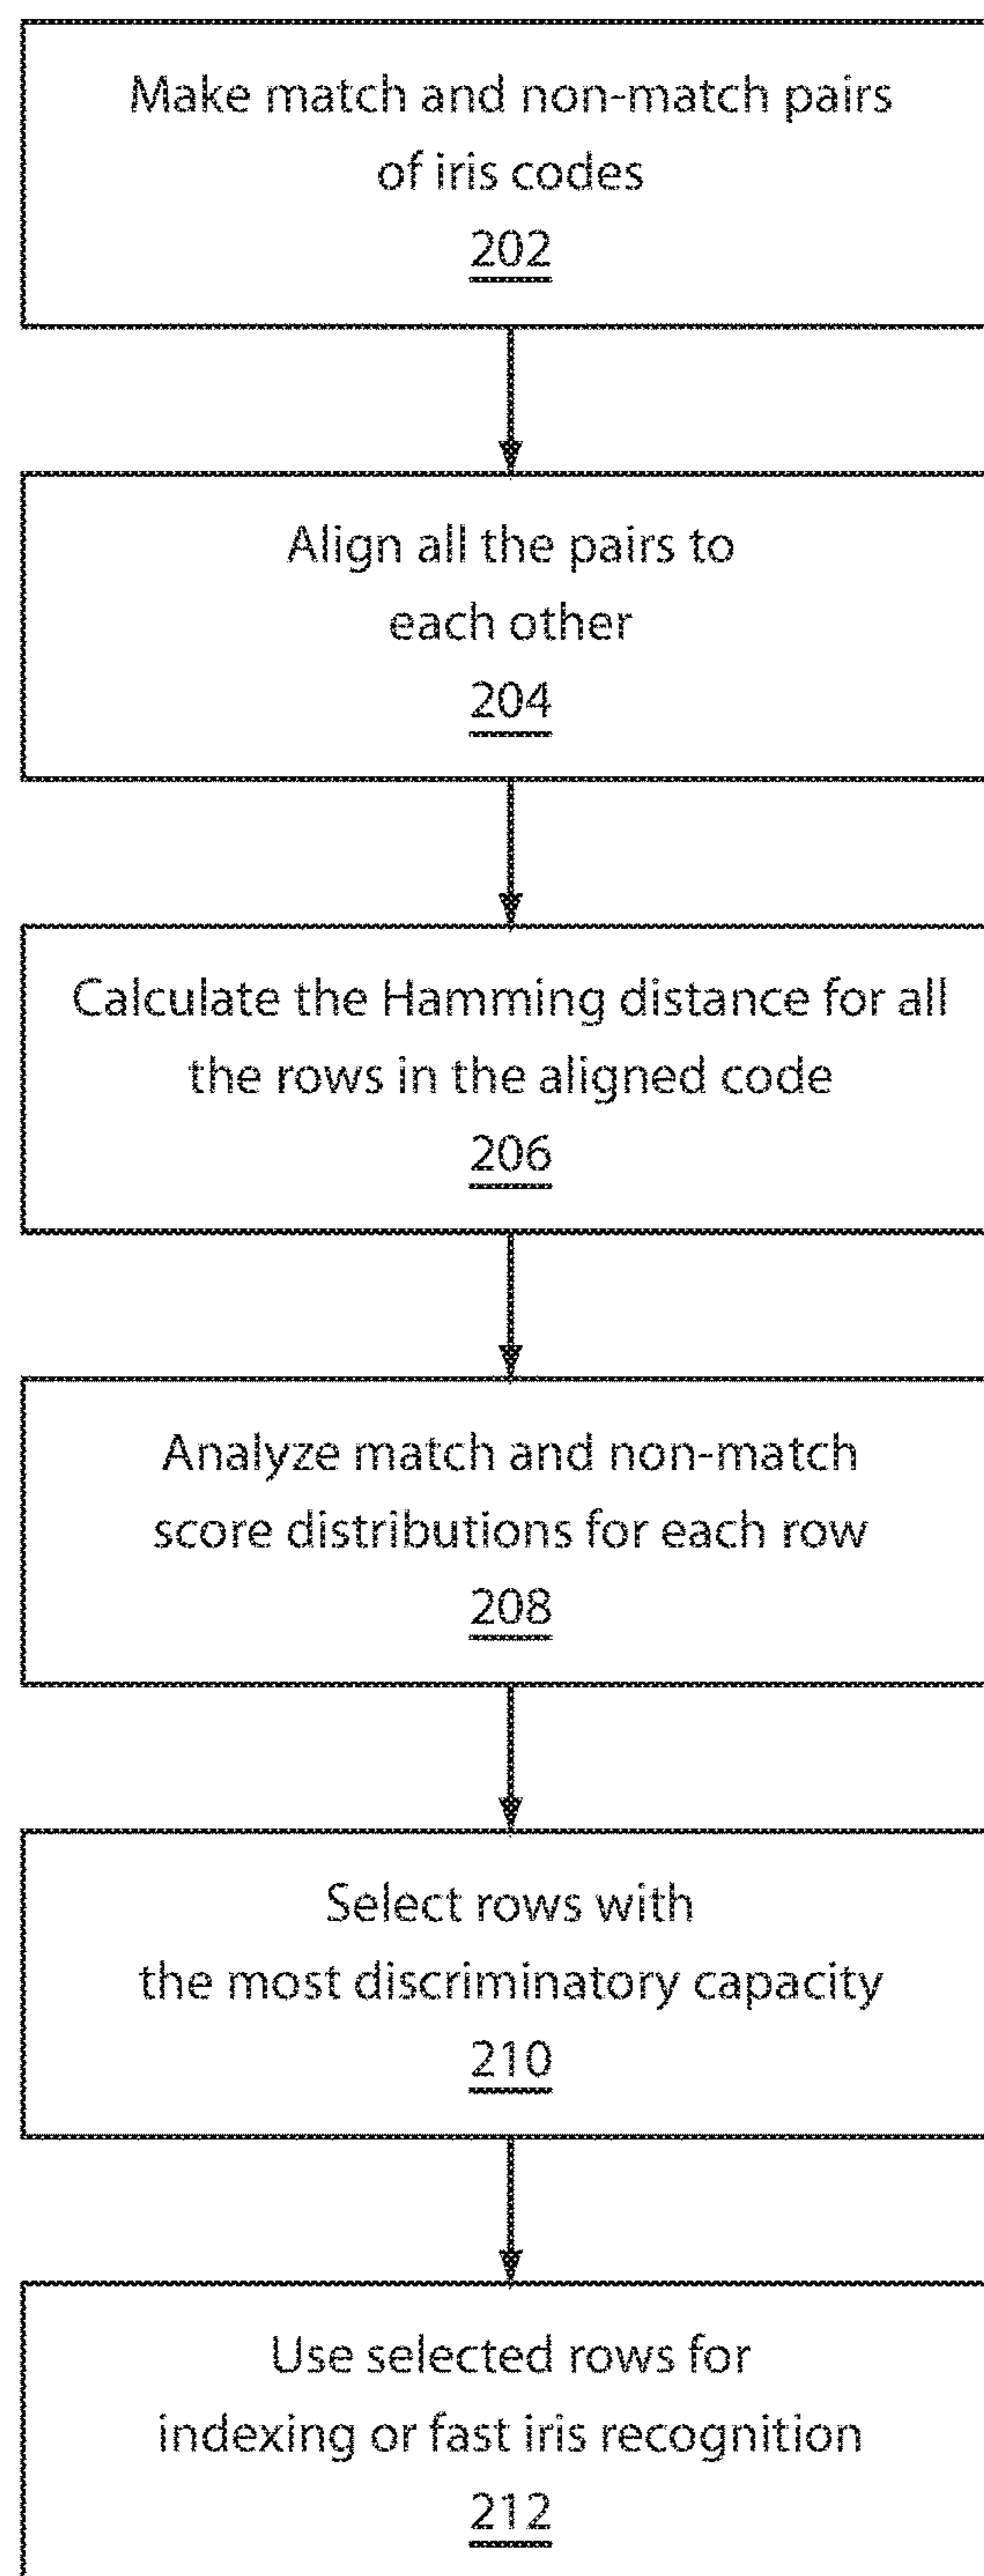 Make match and non-match pairs
of iris codes
202
Align all the pairs to
each other
204
Calculate the Hamming distance for all
the rows in the aligned code
206
Analyze match and non-match
score distributions for each row
208
Select rows with
the most discriminatory capacity
210
Use selected rows for
indexing or fast iris recognition
212